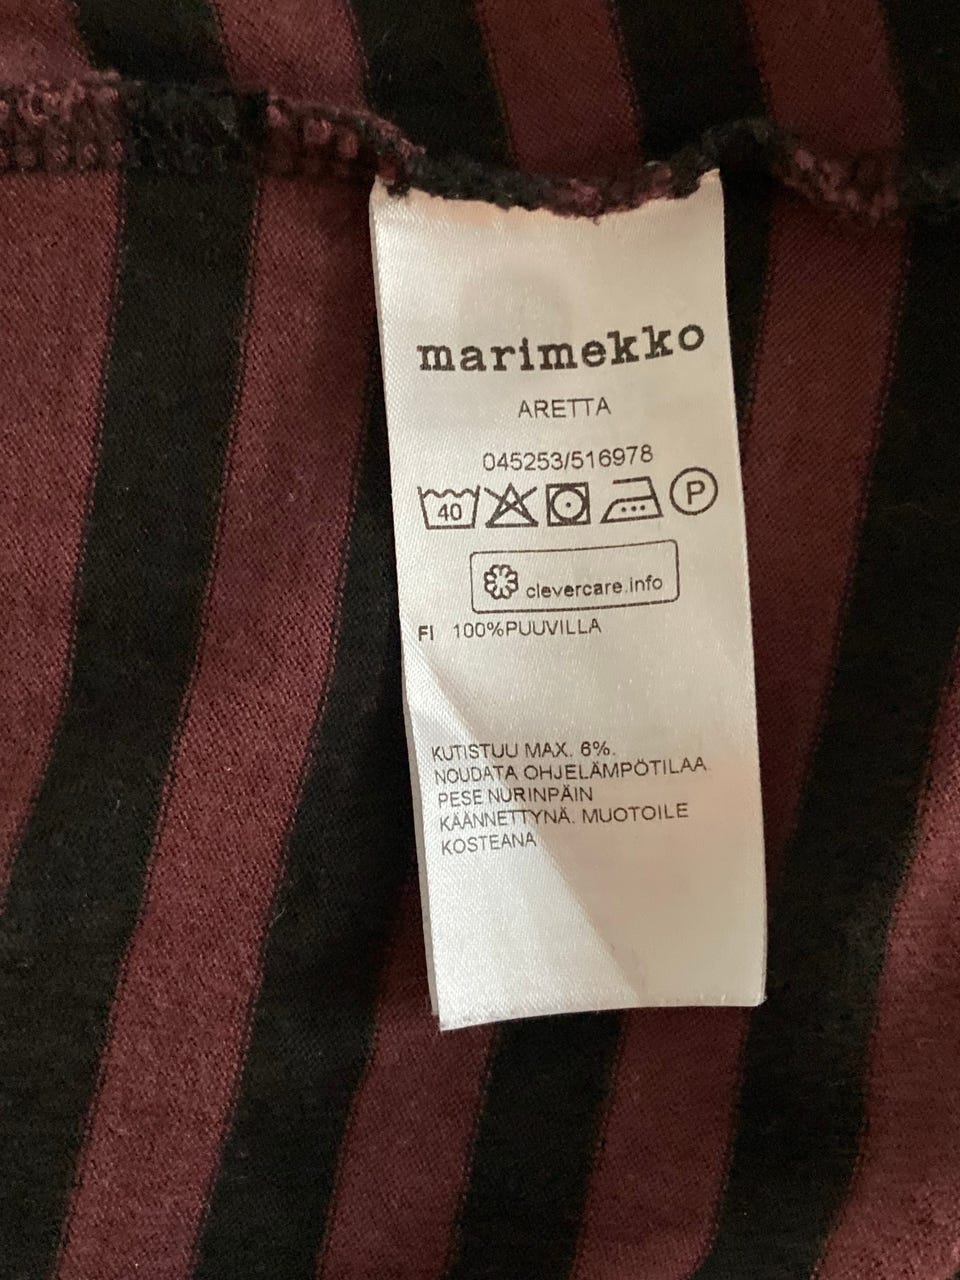 marimekko
ARETTA
045253/516978
40 P
clevercare.info
FI 100%PUUVILLA
KUTISTUU MAX. 6%.
NOUDATA OHJELÄMPÖTILAA.
PESE NURINPÄIN
KÄÄNNETTYNÄ. MUOTOILE
KOSTEANA